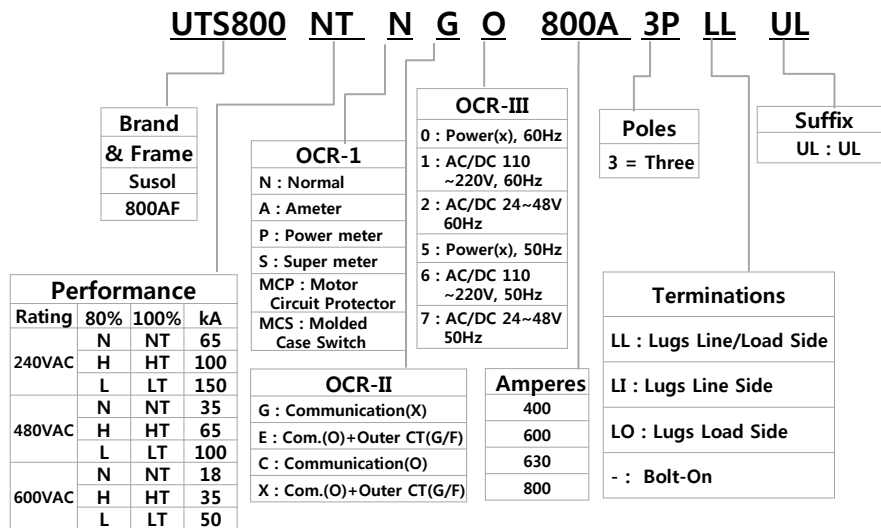 UTS800 NT N G O 800A 3P LL UL
Brand
& Frame
Susol
800AF
OCR-1
N : Normal
A : Ameter
P : Power meter
S : Super meter
MCP : Motor
Circuit Protector
MCS : Molded
Case Switch
OCR-III
0 : Power(x), 60Hz
1 : AC/DC 110
~220V, 60Hz
2 : AC/DC 24~48V
60Hz
5 : Power(x), 50Hz
6 : AC/DC 110
~220V, 50Hz
7 : AC/DC 24~48V
50Hz
Poles
3 = Three
Suffix
UL : UL
Performance
Rating 80% 100% kA
240VAC
N NT 65
H HT 100
L LT 150
480VAC
N NT 35
H HT 65
L LT 100
600VAC
N NT 18
H HT 35
L LT 50
OCR-II
G : Communication(X)
E : Com.(O)+Outer CT(G/F)
C : Communication(O)
X : Com.(O)+Outer CT(G/F)
Amperes
400
600
630
800
Terminations
LL : Lugs Line/Load Side
LI : Lugs Line Side
LO : Lugs Load Side
- : Bolt-On